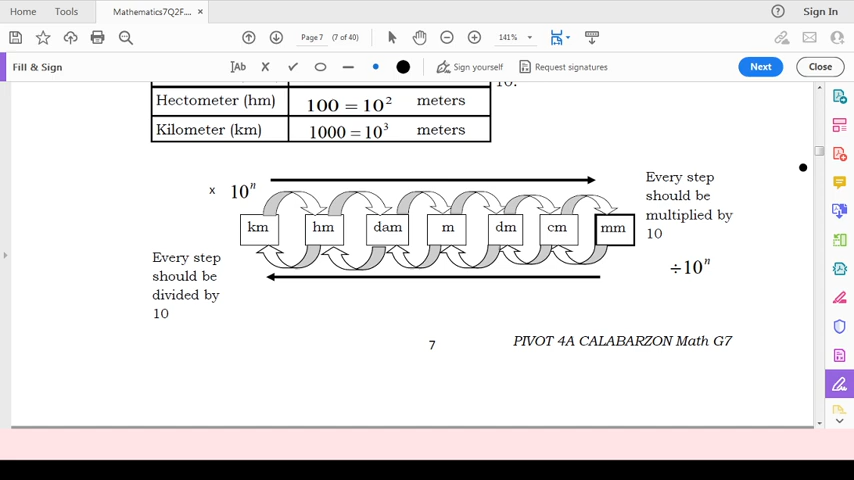 Home Tools Mathematics7Q2F.... × Sign In
Page 7 (7 of 40) 141%
Fill & Sign Ab Sign yourself Request signatures Next Close
10.
Hectometer (hm) 100 = 10² meters
Kilometer (km) 1000 = 10³ meters
x 10ⁿ
Every step
should be
multiplied by
10
km hm dam m dm cm mm
Every step
should be
divided by
10
÷10ⁿ
7
PIVOT 4A CALABARZON Math G7